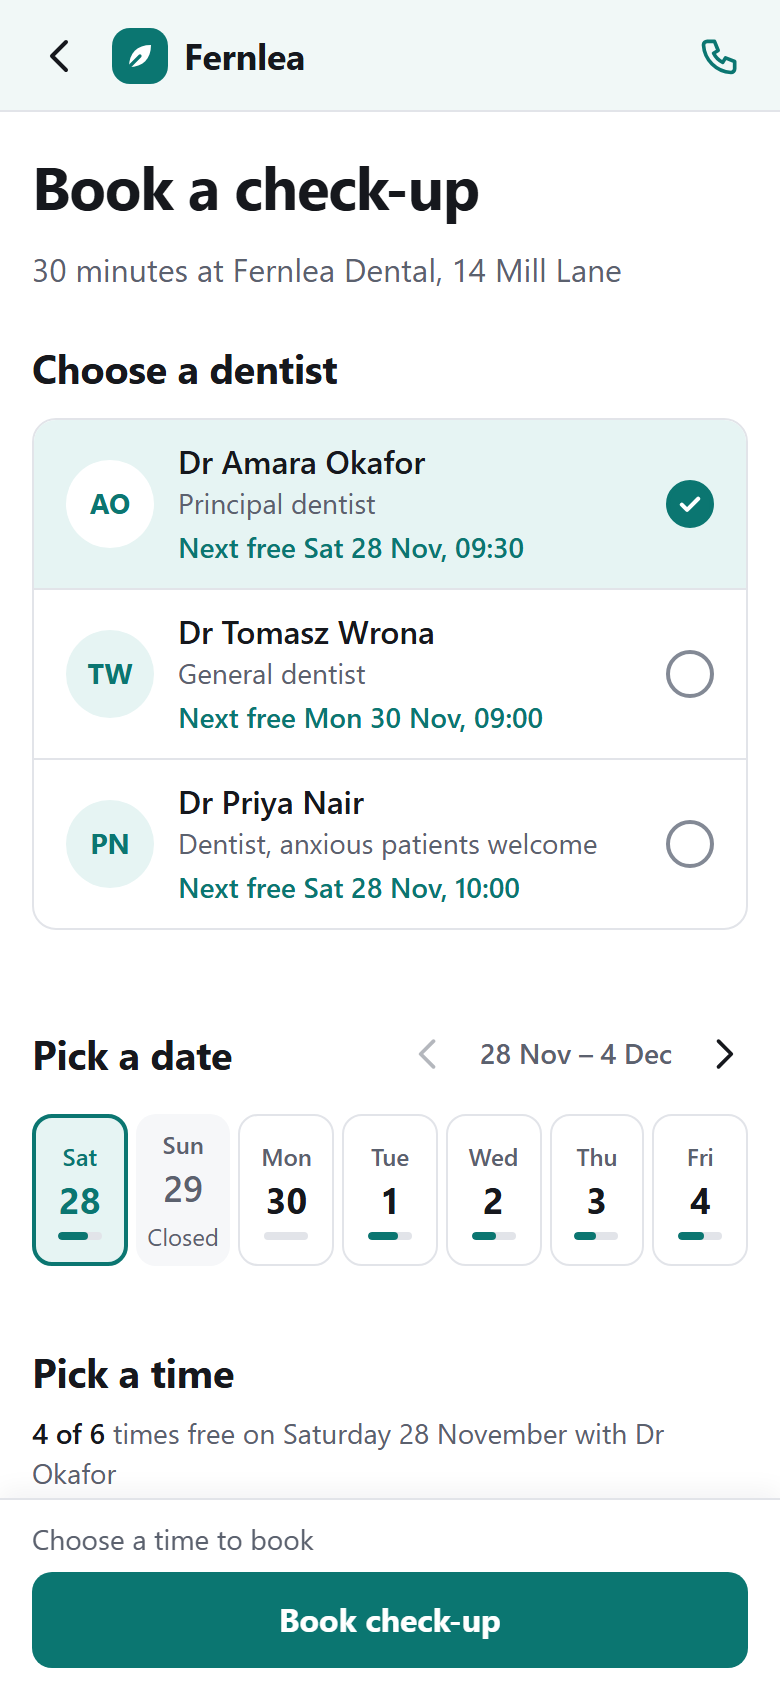 Fernlea
Book a check-up
30 minutes at Fernlea Dental, 14 Mill Lane
Choose a dentist
AO
Dr Amara Okafor
Principal dentist
Next free Sat 28 Nov, 09:30
TW
Dr Tomasz Wrona
General dentist
Next free Mon 30 Nov, 09:00
PN
Dr Priya Nair
Dentist, anxious patients welcome
Next free Sat 28 Nov, 10:00
Pick a date
28 Nov – 4 Dec
Sat
28
Sun
29
Closed
Mon
30
Tue
1
Wed
2
Thu
3
Fri
4
Pick a time
4 of 6 times free on Saturday 28 November with Dr
Okafor
Choose a time to book
Book check-up